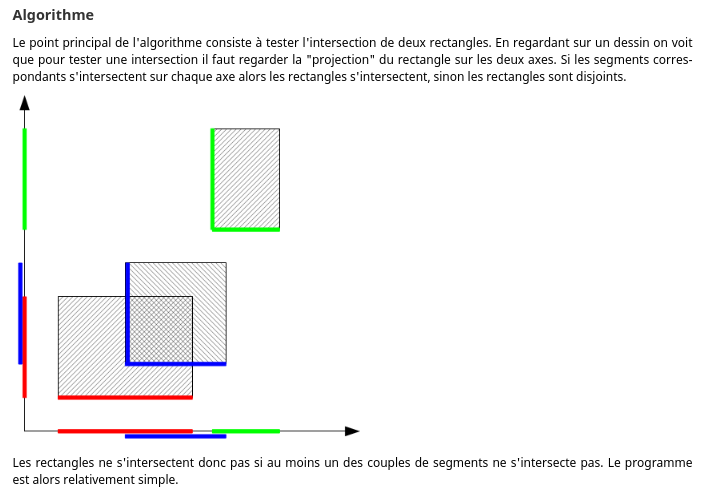 Algorithme
Le point principal de l'algorithme consiste à tester l'intersection de deux rectangles. En regardant sur un dessin on voit
que pour tester une intersection il faut regarder la "projection" du rectangle sur les deux axes. Si les segments corres-
pondants s'intersectent sur chaque axe alors les rectangles s'intersectent, sinon les rectangles sont disjoints.
Les rectangles ne s'intersectent donc pas si au moins un des couples de segments ne s'intersecte pas. Le programme
est alors relativement simple.